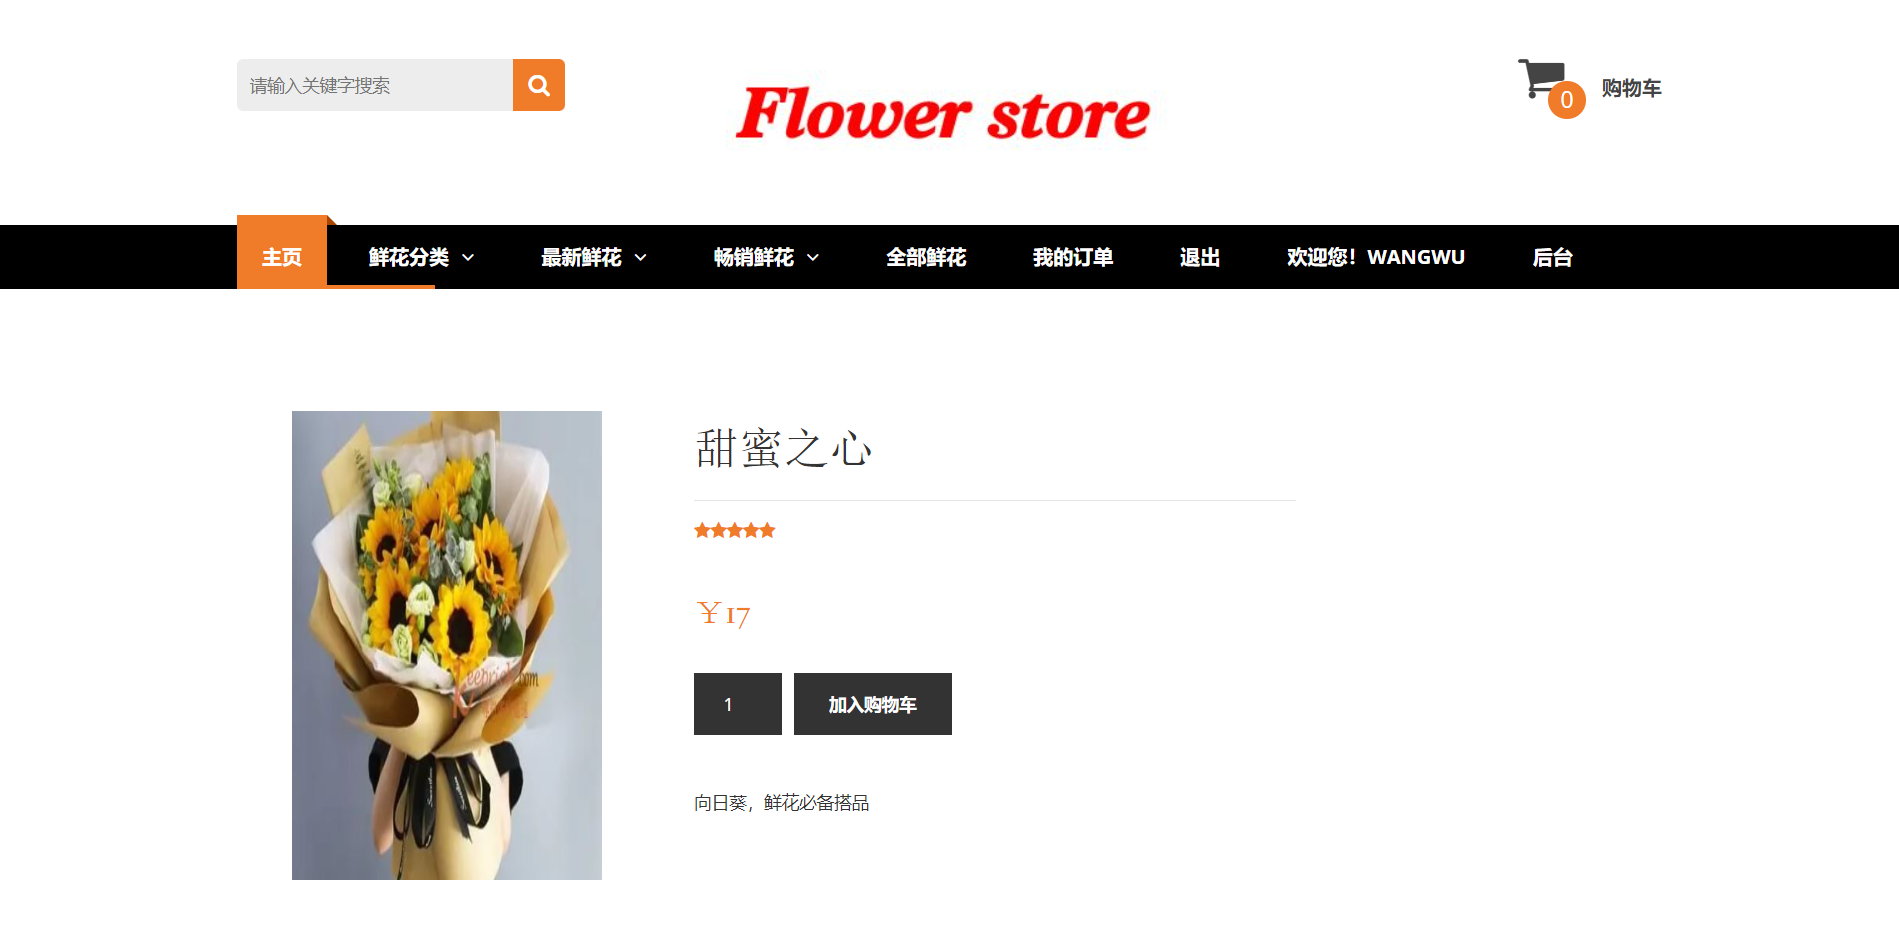 请输入关键字搜索
Flower store
0
购物车
主页
鲜花分类
最新鲜花
畅销鲜花
全部鲜花
我的订单
退出
欢迎您！WANGWU
后台
甜蜜之心
￥17
1
加入购物车
向日葵，鲜花必备搭品